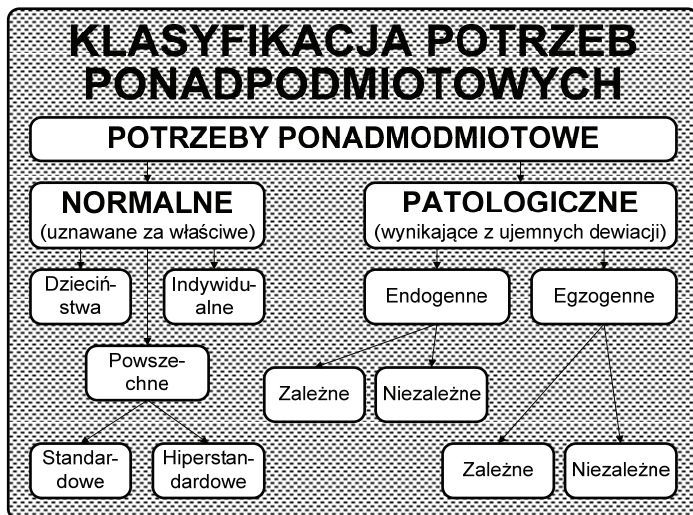 KLASYFIKACJA POTRZEB
PONADPODMIOTOWYCH
POTRZEBY PONADMODMIOTOWE
NORMALNE
(uznawane za właściwe)
PATOLOGICZNE
(wynikające z ujemnych dewiacji)
Dzieciń-
stwa
Indywidu-
alne
Endogenne
Egzogenne
Powsze-
chne
Zależne
Niezależne
Standar-
dowe
Hiperstan-
dardowe
Zależne
Niezależne